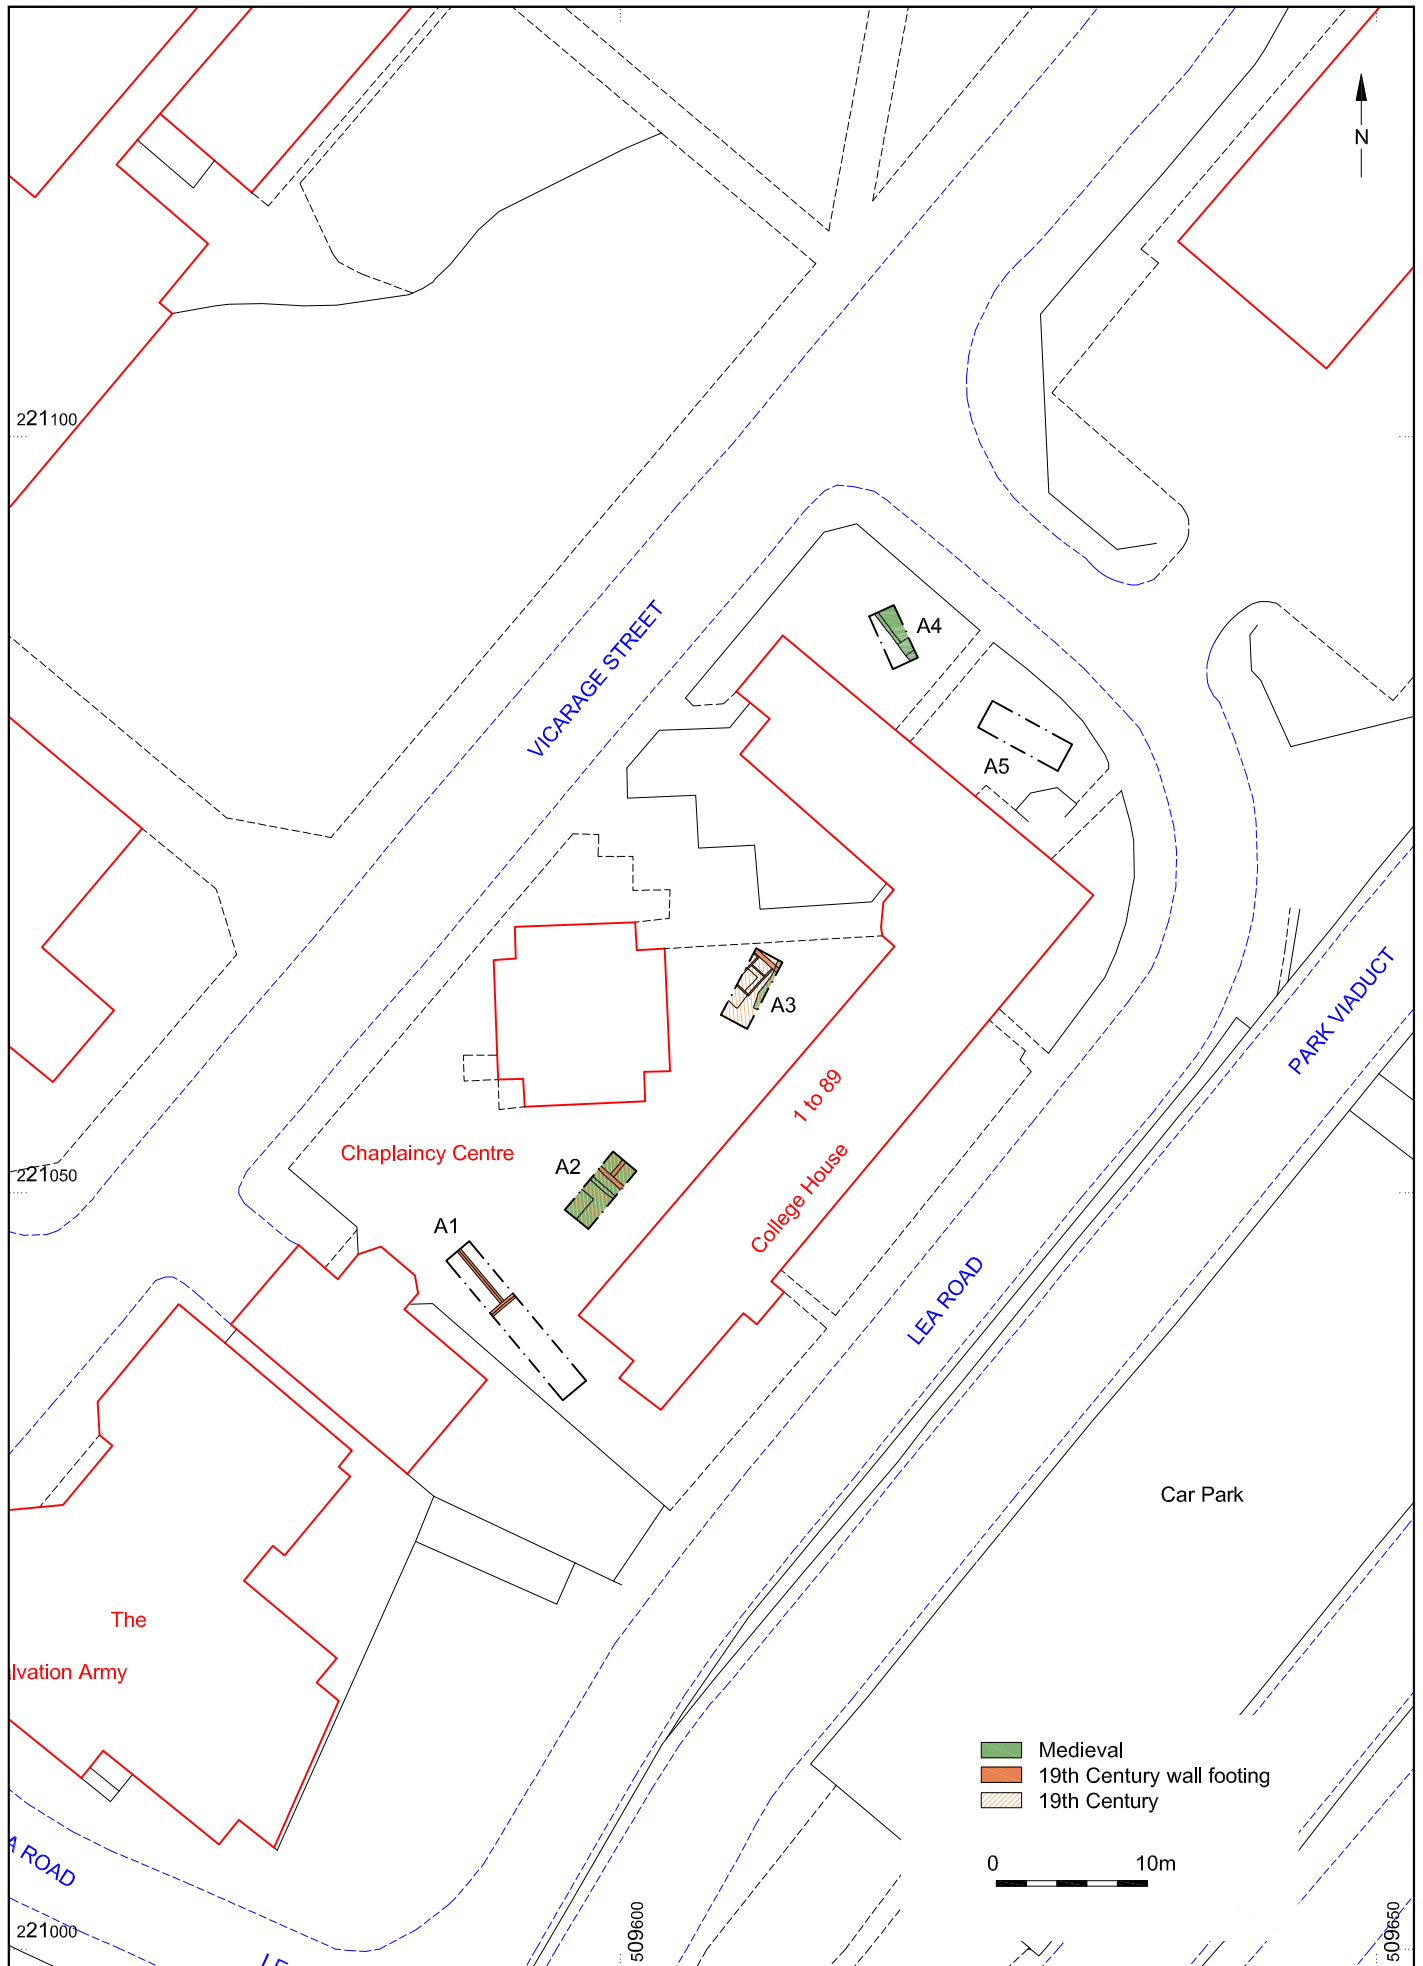 N
221100
VICARAGE STREET
A4
A5
PARK VIADUCT
A3
1 to 89
College House
Chaplaincy Centre
A2
221050
A1
LEA ROAD
Car Park
The
lvation Army
Medieval
19th Century wall footing
19th Century
0 10m
A ROAD
221000
509600
509650